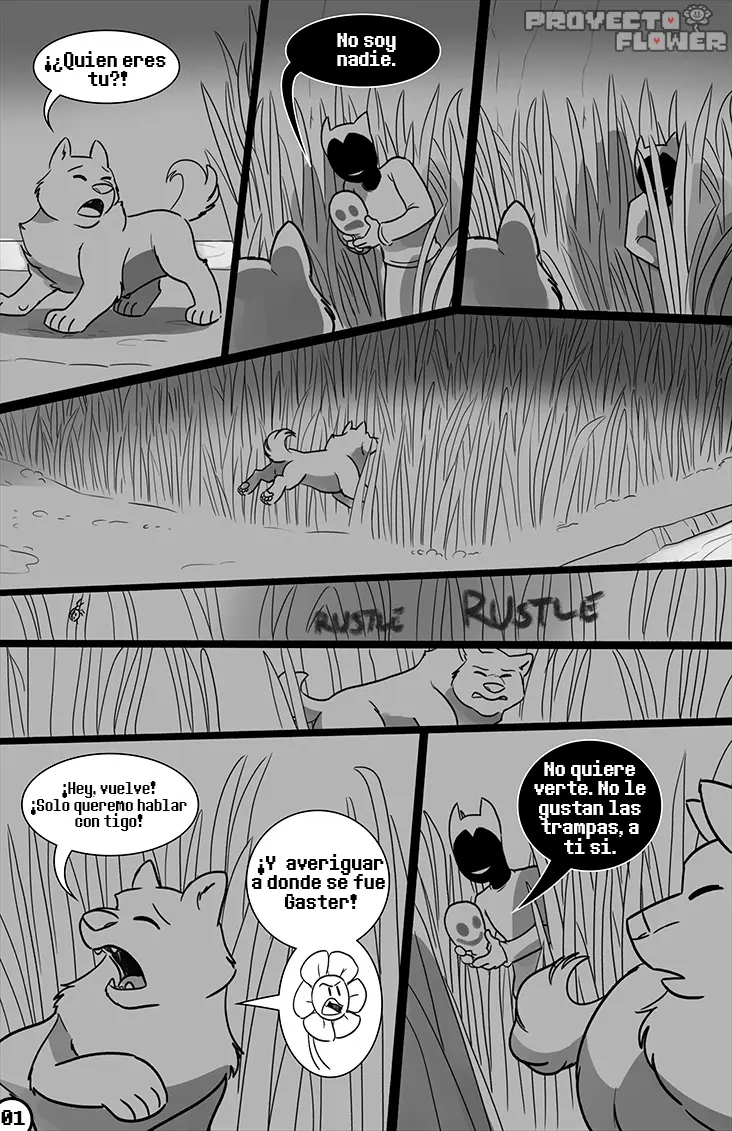 PROYECTO
FLOWER
¡¿Quien eres
tu?!
No soy
nadie.
RUSTLE
RUSTLE
¡Hey, vuelve!
¡Solo queremo hablar
con tigo!
¡Y averiguar
a donde se fue
Gaster!
No quiere
verte. No le
gustan las
trampas, a
ti si.
01